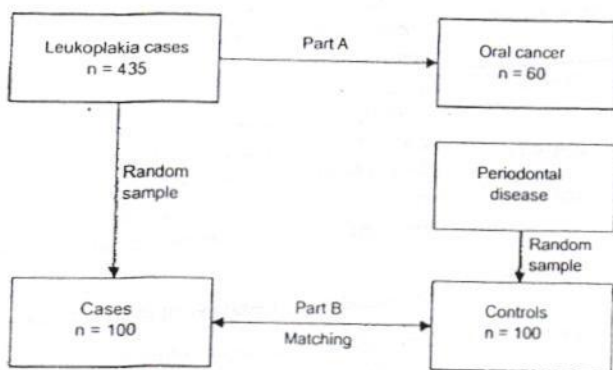 Leukoplakia cases
n = 435
Part A
Oral cancer
n = 60
Random
sample
Periodontal
disease
Random
sample
Cases
n = 100
Part B
Matching
Controls
n = 100